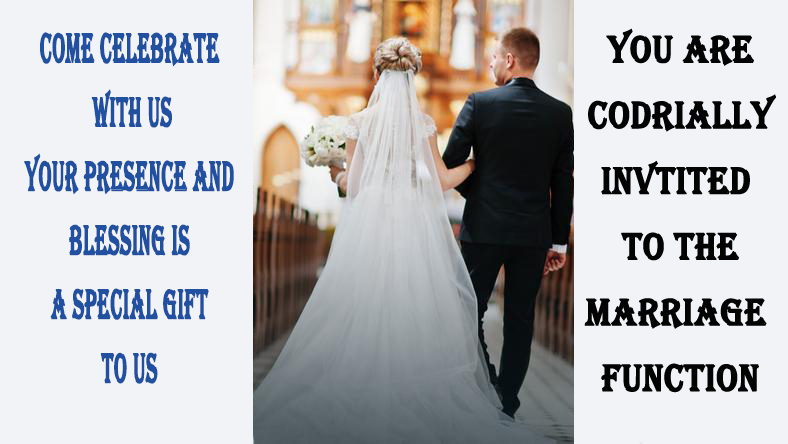 COME CELEBRATE
WITH US
YOUR PRESENCE AND
BLESSING IS
A SPECIAL GIFT
TO US
YOU ARE
CODRIALLY
INVTITED
TO THE
MARRIAGE
FUNCTION